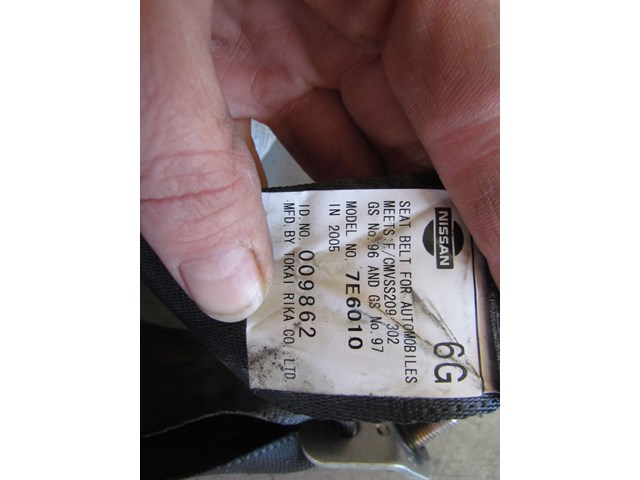 NISSAN 6G
SEAT BELT FOR AUTOMOBILES
MEETS:F/CMVSS209,302
GS No.96 AND GS No.97
MODEL NO. 7E6010
IN 2005
ID.NO. 009862
MFD.BY TOKAI RIKA CO.,LTD.